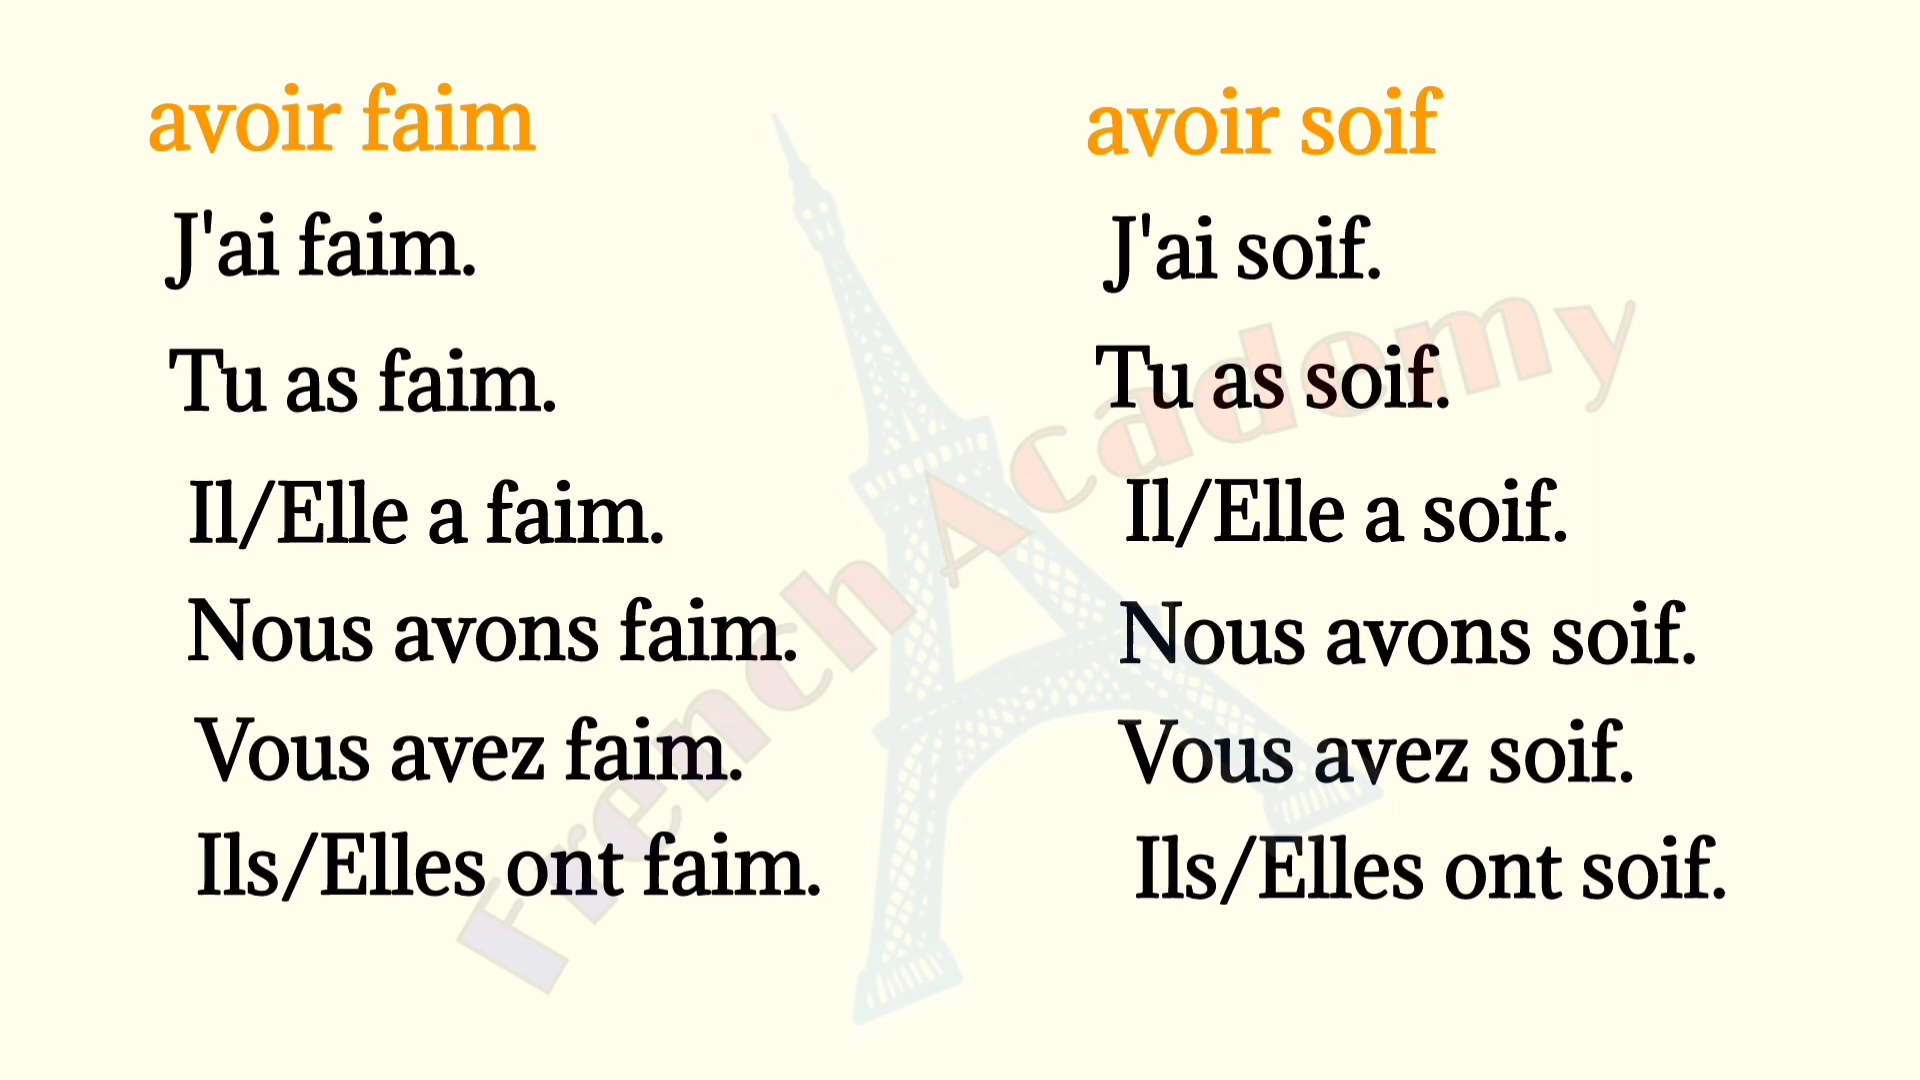 avoir faim
J'ai faim.
Tu as faim.
Il/Elle a faim.
Nous avons faim.
Vous avez faim.
Ils/Elles ont faim.
avoir soif
J'ai soif.
Tu as soif.
Il/Elle a soif.
Nous avons soif.
Vous avez soif.
Ils/Elles ont soif.
French Academy